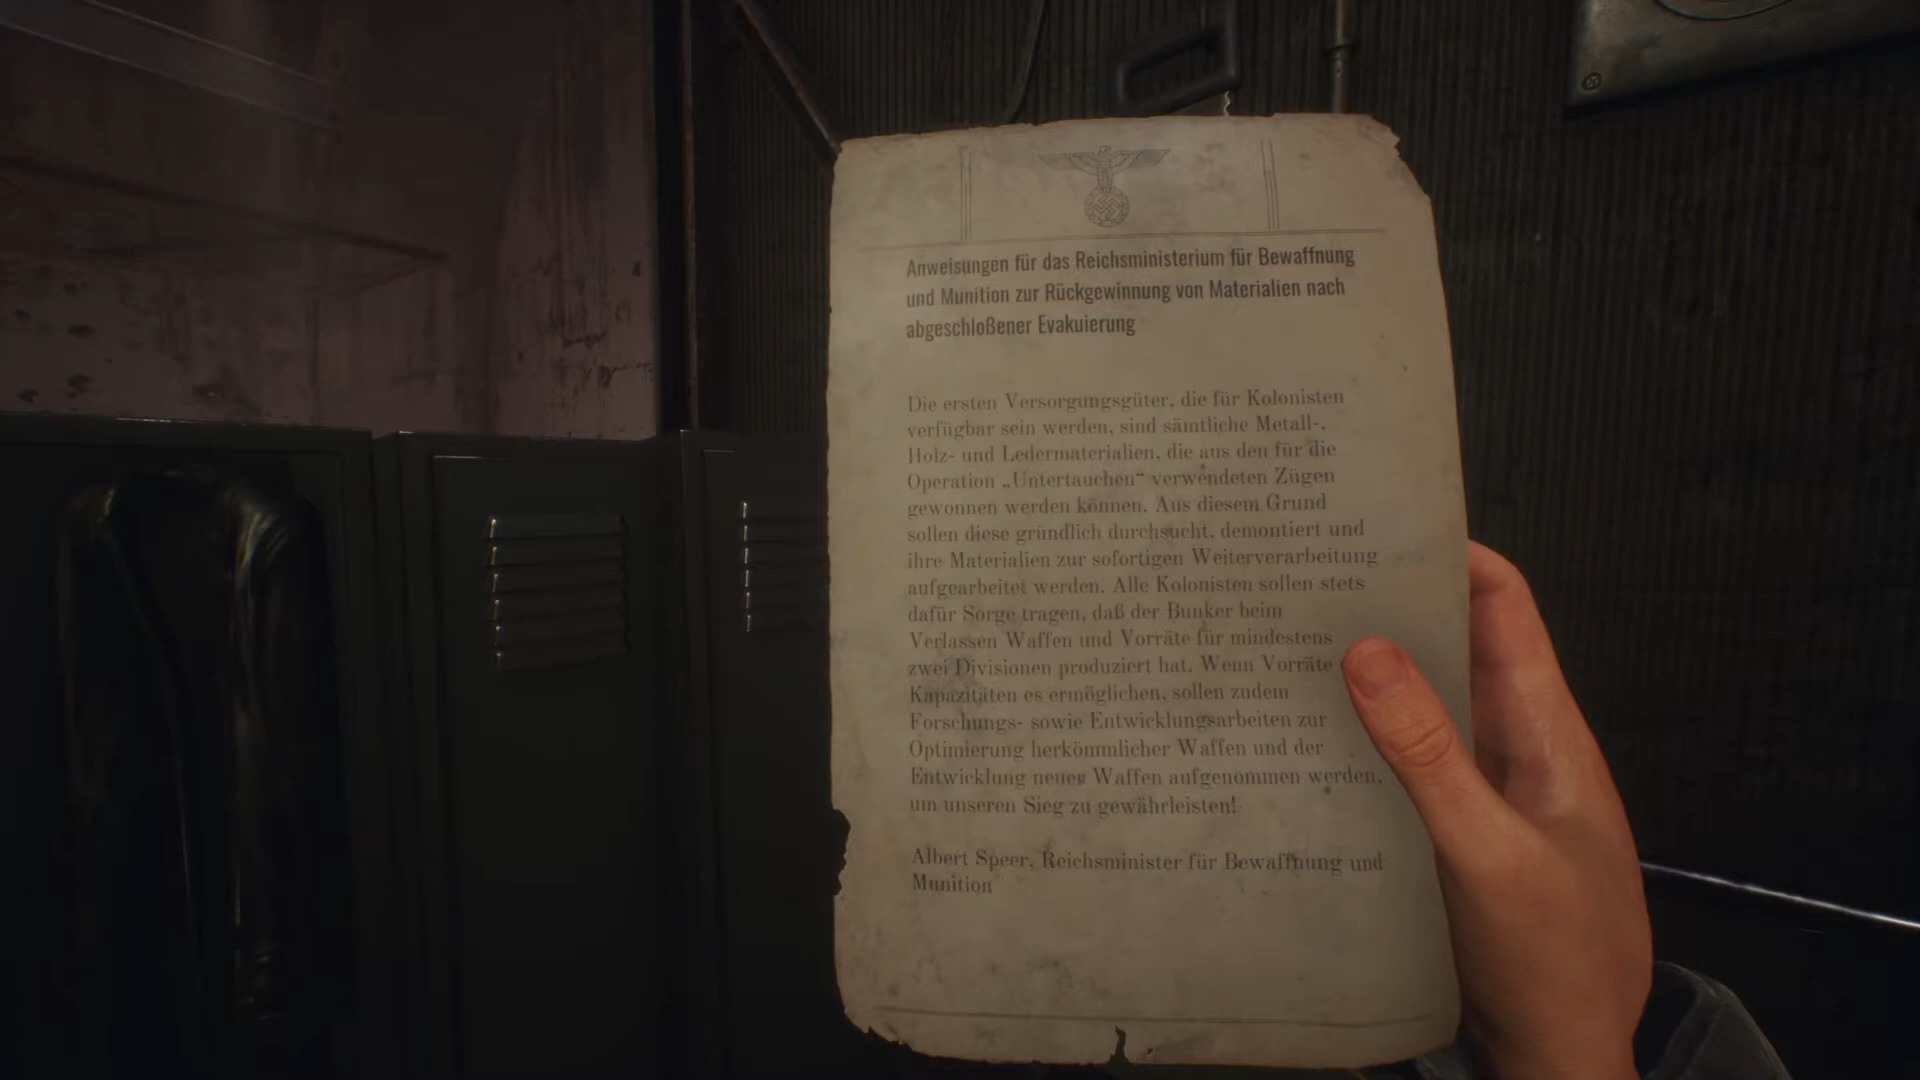 Anweisungen für das Reichsministerium für Bewaffnung
und Munition zur Rückgewinnung von Materialien nach
abgeschloßener Evakuierung
Die ersten Versorgungsgüter, die für Kolonisten
verfügbar sein werden, sind sämtliche Metall-,
Holz- und Ledermaterialien, die aus den für die
Operation „Untertauchen“ verwendeten Zügen
gewonnen werden können. Aus diesem Grund
sollen diese gründlich durchsucht, demontiert und
ihre Materialien zur sofortigen Weiterverarbeitung
aufgearbeitet werden. Alle Kolonisten sollen stets
dafür Sorge tragen, daß der Bunker beim
Verlassen Waffen und Vorräte für mindestens
zwei Divisionen produziert hat. Wenn Vorräte
Kapazitäten es ermöglichen, sollen zudem
Forschungs- sowie Entwicklungsarbeiten zur
Optimierung herkömmlicher Waffen und der
Entwicklung neuer Waffen aufgenommen werden,
um unseren Sieg zu gewährleisten!
Albert Speer, Reichsminister für Bewaffnung und
Munition